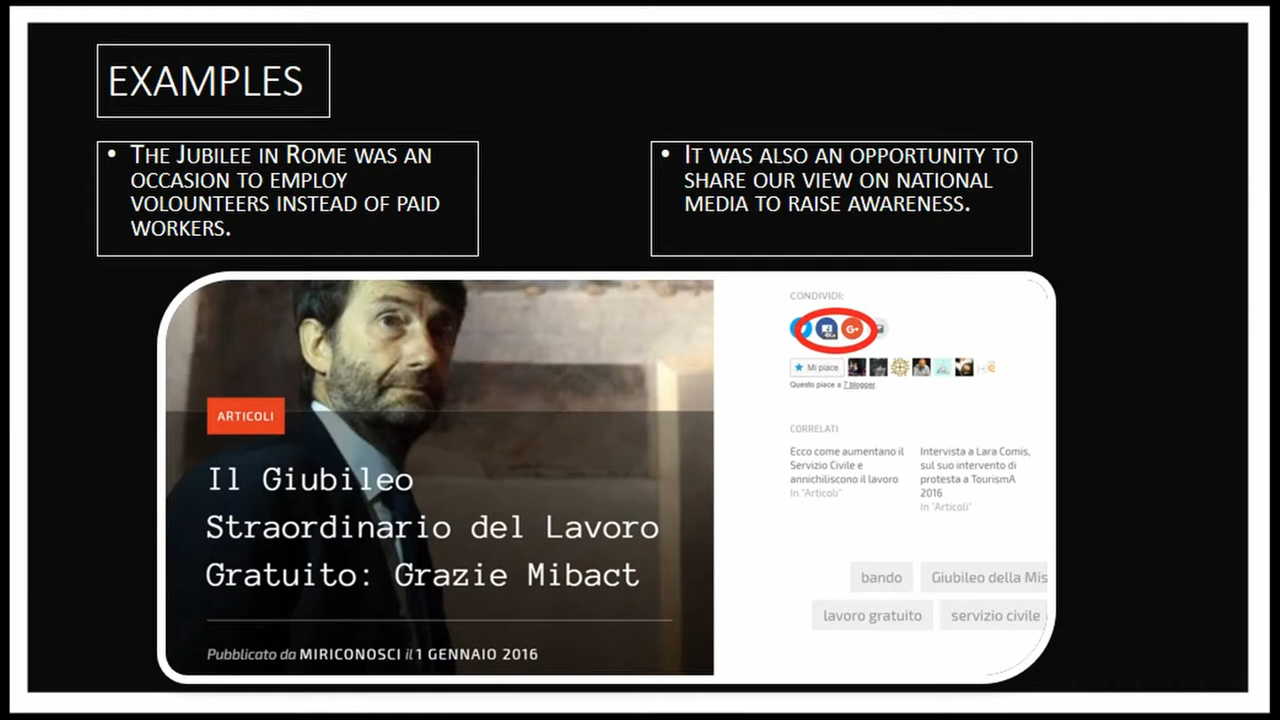 EXAMPLES
• THE JUBILEE IN ROME WAS AN
OCCASION TO EMPLOY
VOLOUNTEERS INSTEAD OF PAID
WORKERS.
• IT WAS ALSO AN OPPORTUNITY TO
SHARE OUR VIEW ON NATIONAL
MEDIA TO RAISE AWARENESS.
ARTICOLI
Il Giubileo
Straordinario del Lavoro
Gratuito: Grazie Mibact
Pubblicato da MIRICONOSCI il 1 GENNAIO 2016
CONDIVIDI:
G+
Mi piace
Questo piace a 7 blogger.
CORRELATI
Ecco come aumentano il
Servizio Civile e
annichiliscono il lavoro
In "Articoli"
Intervista a Lara Comis,
sul suo intervento di
protesta a TourismA
2016
In "Articoli"
bando
Giubileo della Mis
lavoro gratuito
servizio civile